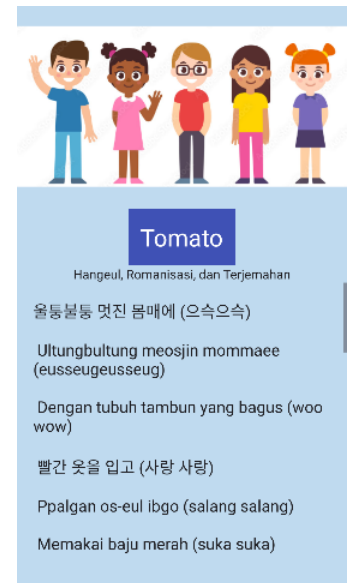 Tomato
Hangeul, Romanisasi, dan Terjemahan
울퉁불퉁 멋진 몸매에 (으쓱으쓱)
Ultungbultung meosjin mommaee
(eusseugeusseug)
Dengan tubuh tambun yang bagus (woo
wow)
빨간 옷을 입고 (사랑 사랑)
Ppalgan os-eul ibgo (salang salang)
Memakai baju merah (suka suka)